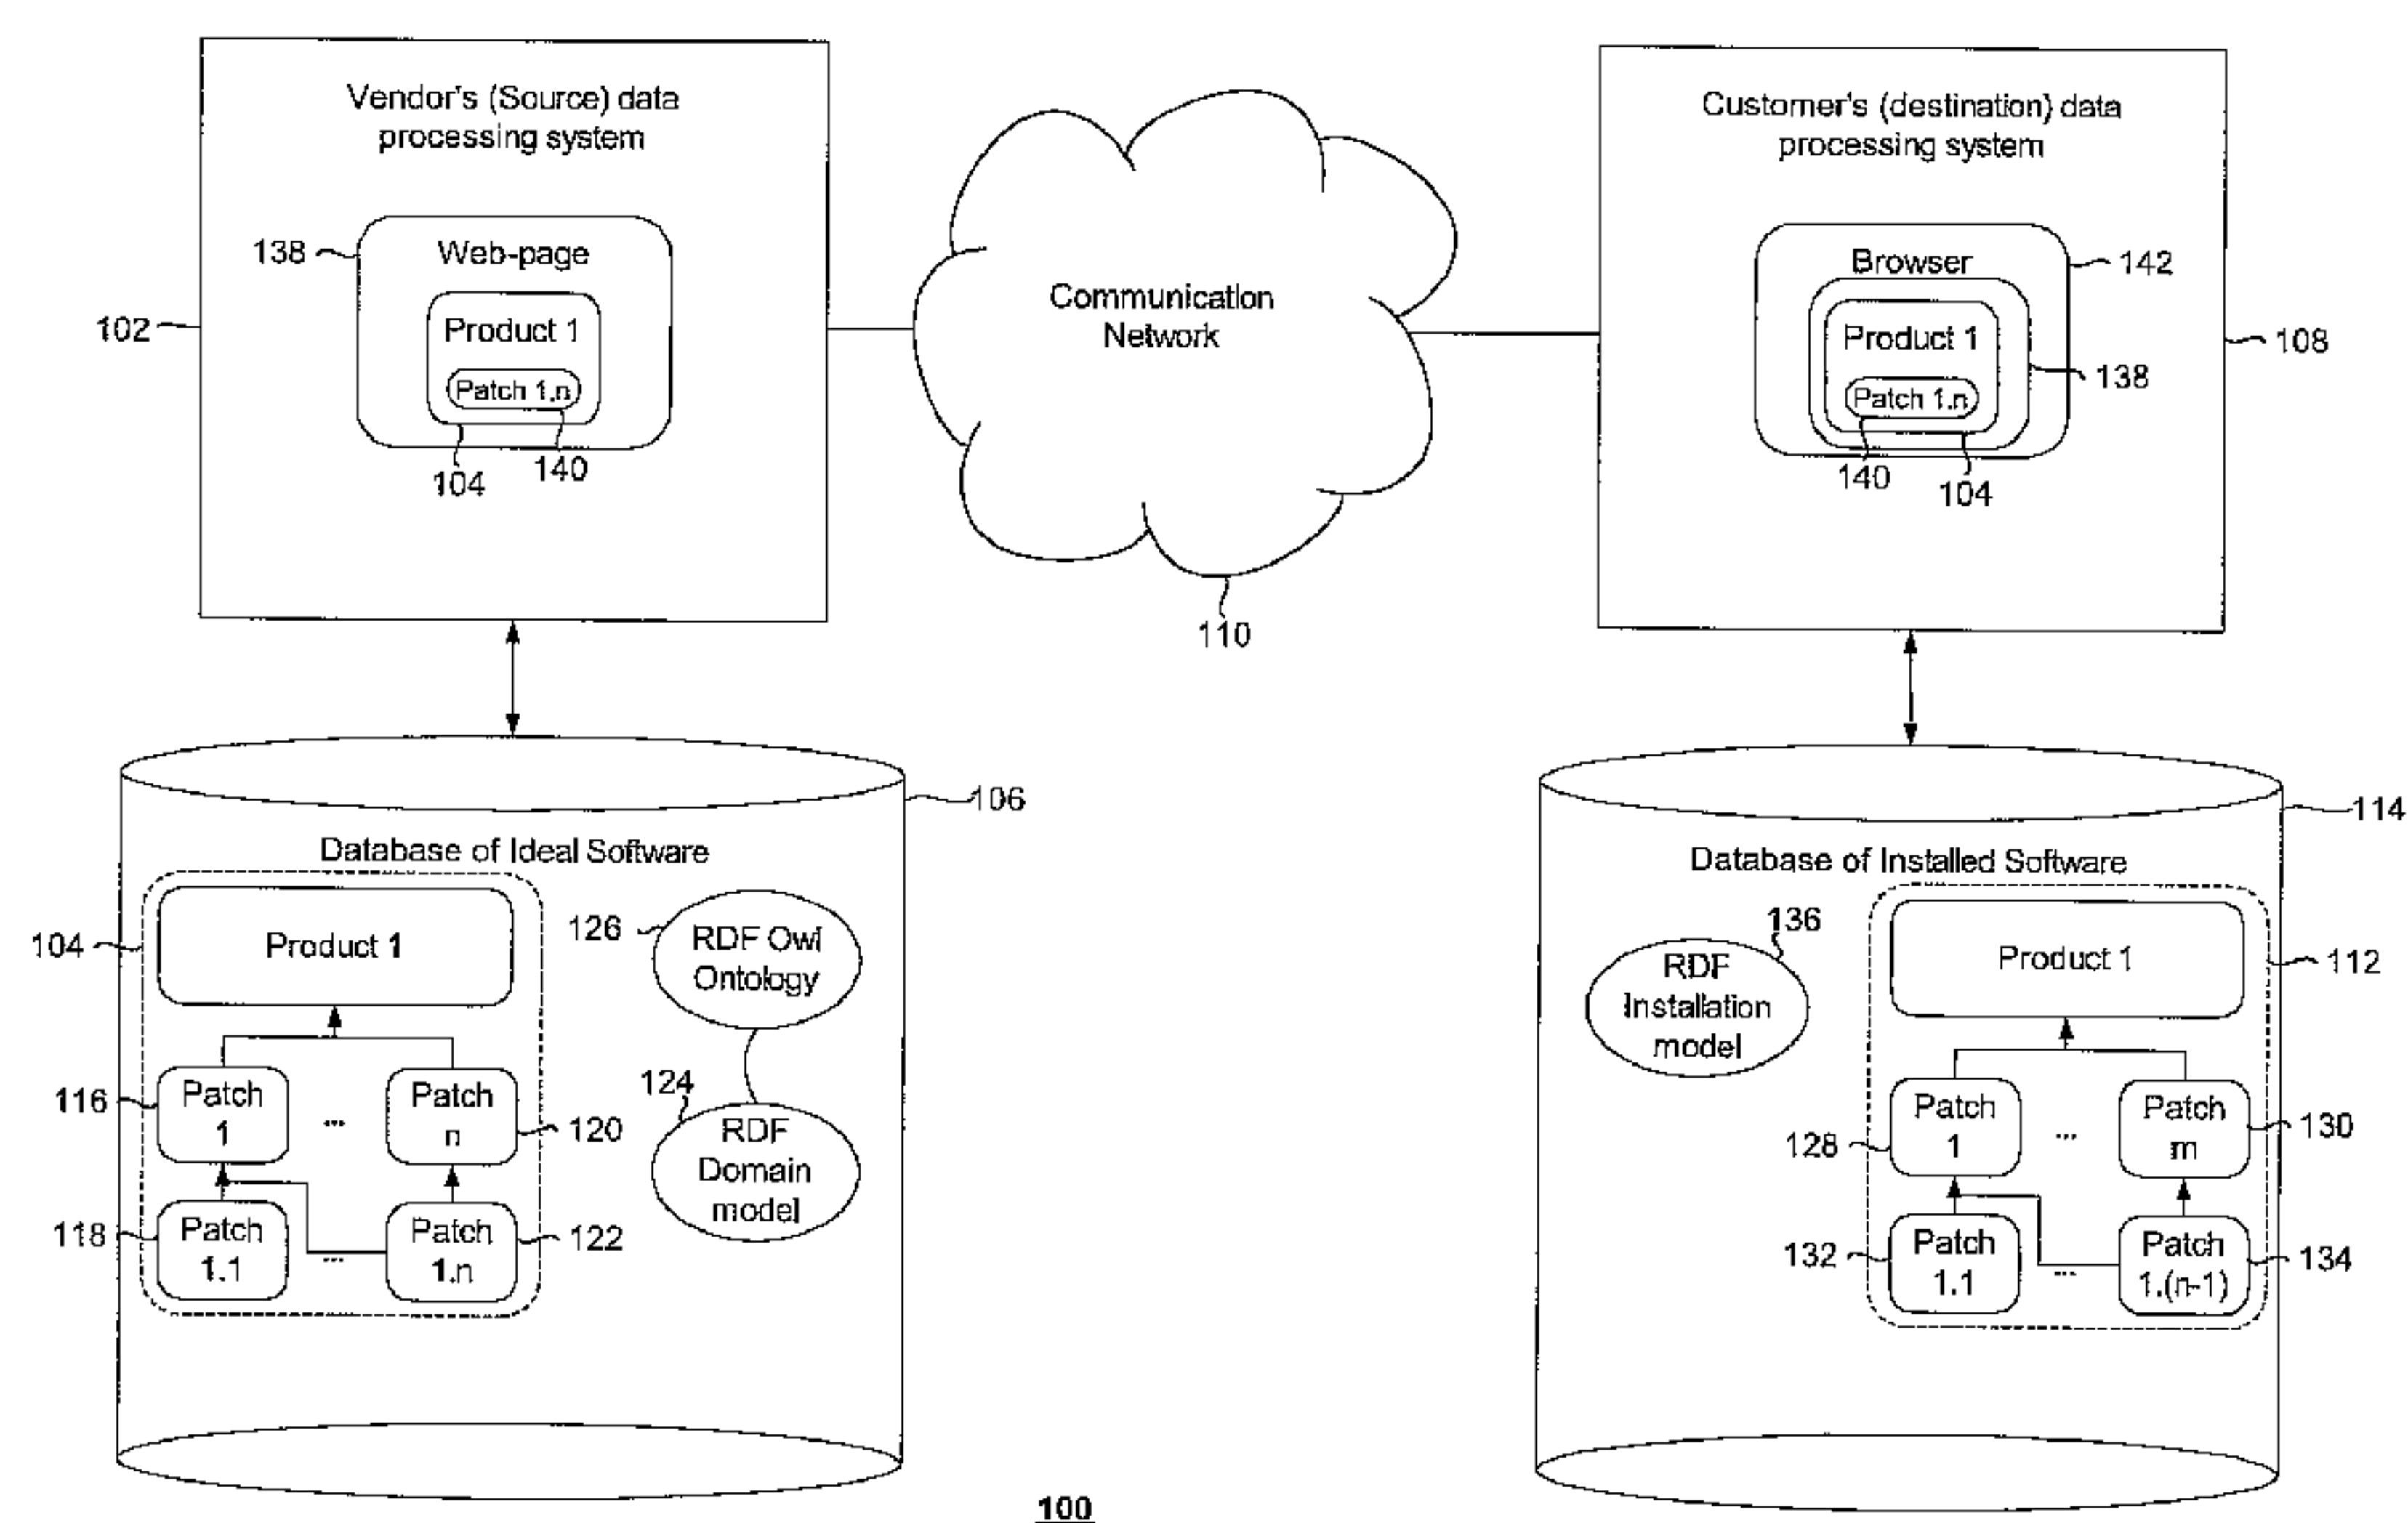 Vendor's (Source) data
processing system
138
Web-page
Product 1
Patch 1.n
104
140
102
Communication
Network
110
Customer's (destination) data
processing system
Browser
142
Product 1
138
Patch 1.n
140
104
108
106
Database of Ideal Software
104
Product 1
116
Patch
1
...
Patch
n
120
118
Patch
1.1
...
Patch
1.n
122
126
RDF Owl
Ontology
124
RDF
Domain
model
114
Database of Installed Software
136
RDF
Installation
model
Product 1
112
128
Patch
1
...
Patch
m
130
132
Patch
1.1
...
Patch
1.(n-1)
134
100